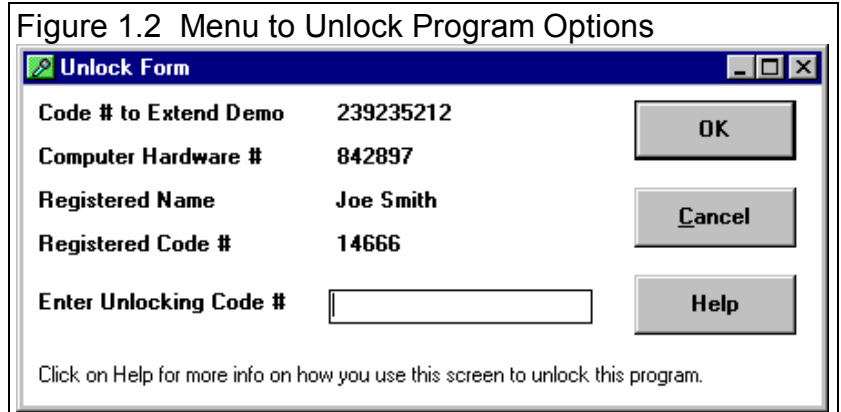 Figure 1.2 Menu to Unlock Program Options
Unlock Form
Code # to Extend Demo 239235212
Computer Hardware # 842897
Registered Name Joe Smith
Registered Code # 14666
Enter Unlocking Code #
OK
Cancel
Help
Click on Help for more info on how you use this screen to unlock this program.